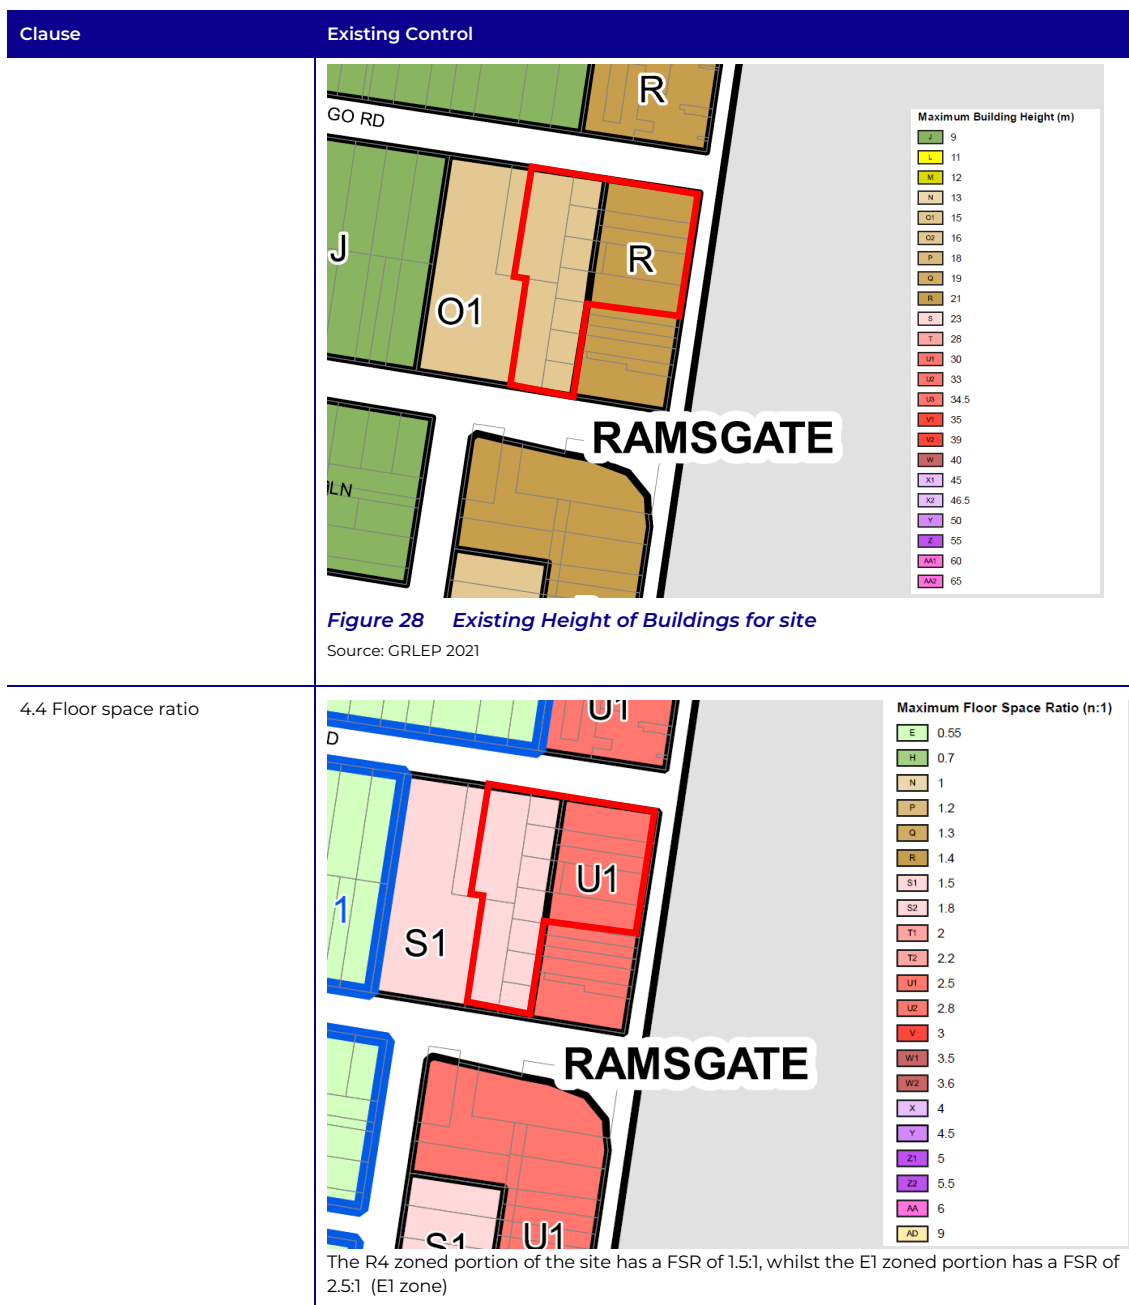 Clause
Existing Control
R
GO RD
J
O1
R
LN
RAMSGATE
Maximum Building Height (m)
J 9
L 11
M 12
N 13
O1 15
O2 16
P 18
Q 19
R 21
S 23
T 28
U1 30
U2 33
U3 34.5
V1 35
V2 39
W 40
X1 45
X2 46.5
Y 50
Z 55
AA1 60
AA2 65
Figure 28 Existing Height of Buildings for site
Source: GRLEP 2021
4.4 Floor space ratio
U1
D
1
S1
U1
RAMSGATE
S1
U1
Maximum Floor Space Ratio (n:1)
E 0.55
H 0.7
N 1
P 1.2
Q 1.3
R 1.4
S1 1.5
S2 1.8
T1 2
T2 2.2
U1 2.5
U2 2.8
V 3
W1 3.5
W2 3.6
X 4
Y 4.5
Z1 5
Z2 5.5
AA 6
AD 9
The R4 zoned portion of the site has a FSR of 1.5:1, whilst the E1 zoned portion has a FSR of
2.5:1 (E1 zone)